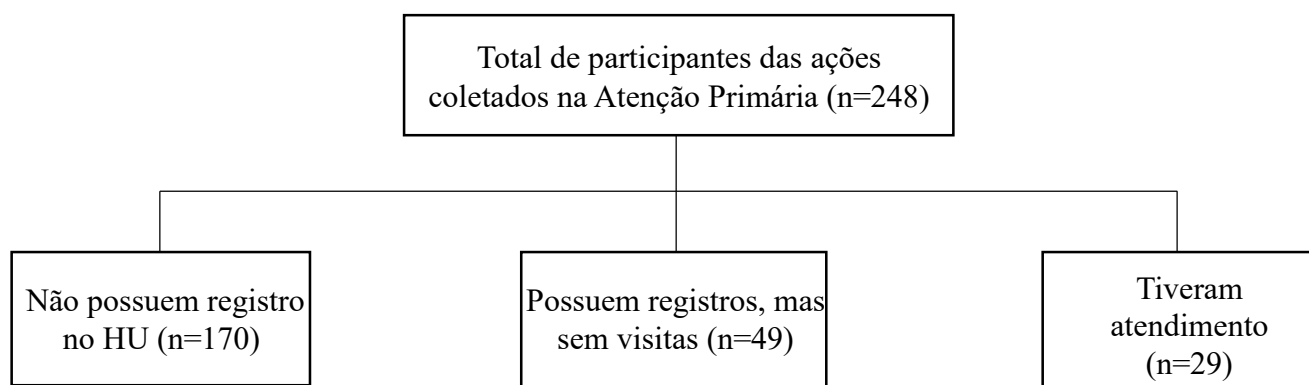 Total de participantes das ações
coletados na Atenção Primária (n=248)
Não possuem registro
no HU (n=170)
Possuem registros, mas
sem visitas (n=49)
Tiveram
atendimento
(n=29)